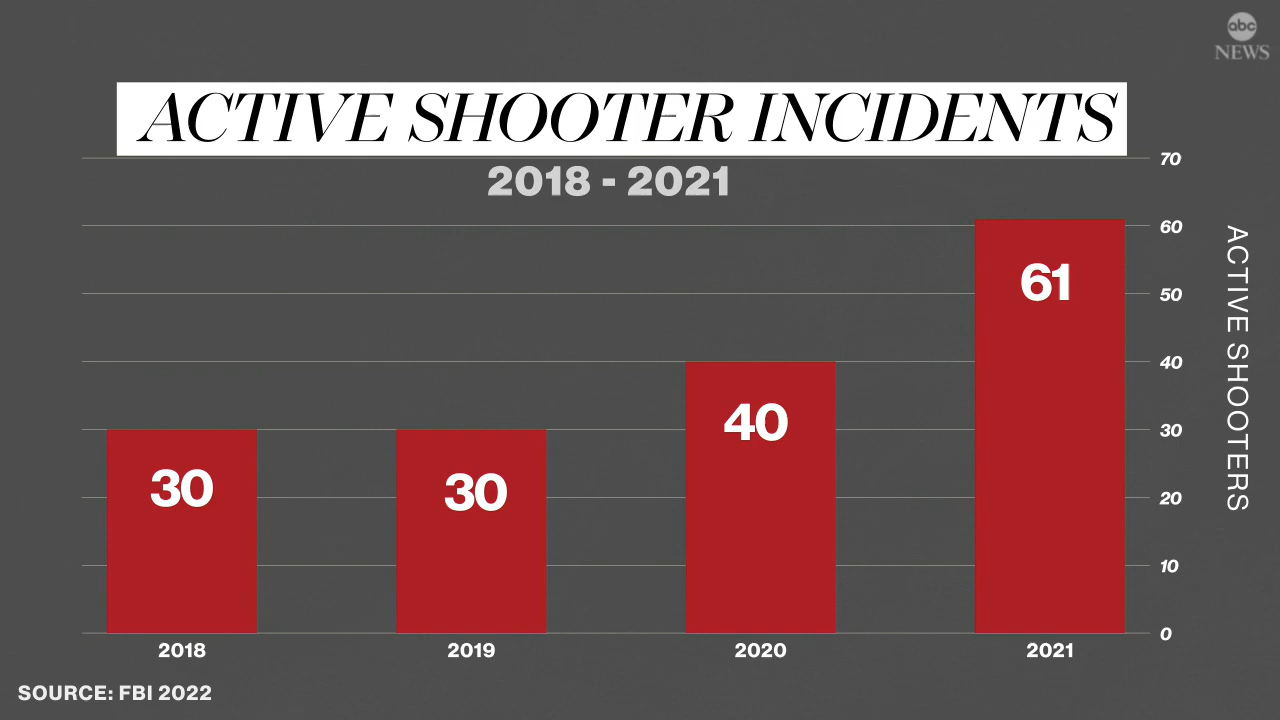 abc
NEWS
ACTIVE SHOOTER INCIDENTS
2018 - 2021
70
60
50
40
30
20
10
0
ACTIVE SHOOTERS
30
30
40
61
2018
2019
2020
2021
SOURCE: FBI 2022